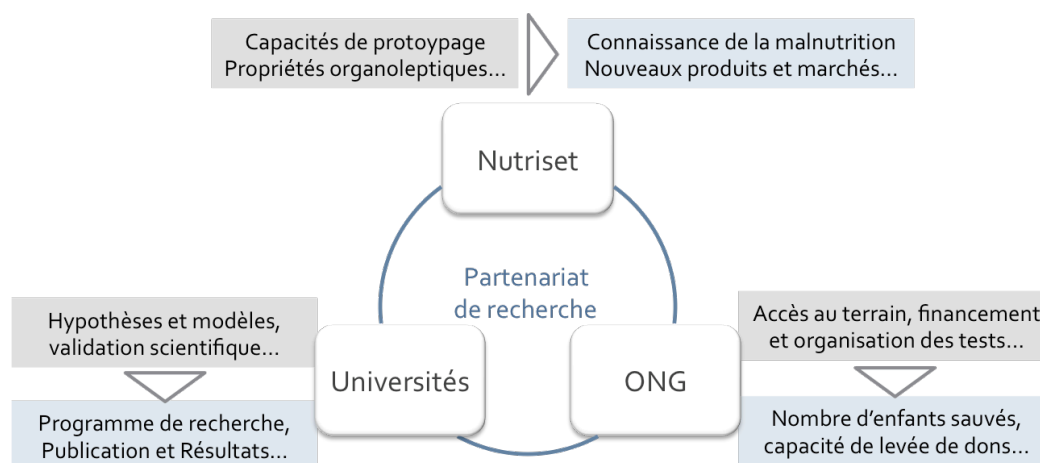 Capacités de protoypage
Propriétés organoleptiques...
Connaissance de la malnutrition
Nouveaux produits et marchés...
Nutriset
Partenariat
de recherche
Hypothèses et modèles,
validation scientifique...
Accès au terrain, financement
et organisation des tests...
Universités
ONG
Programme de recherche,
Publication et Résultats...
Nombre d'enfants sauvés,
capacité de levée de dons...